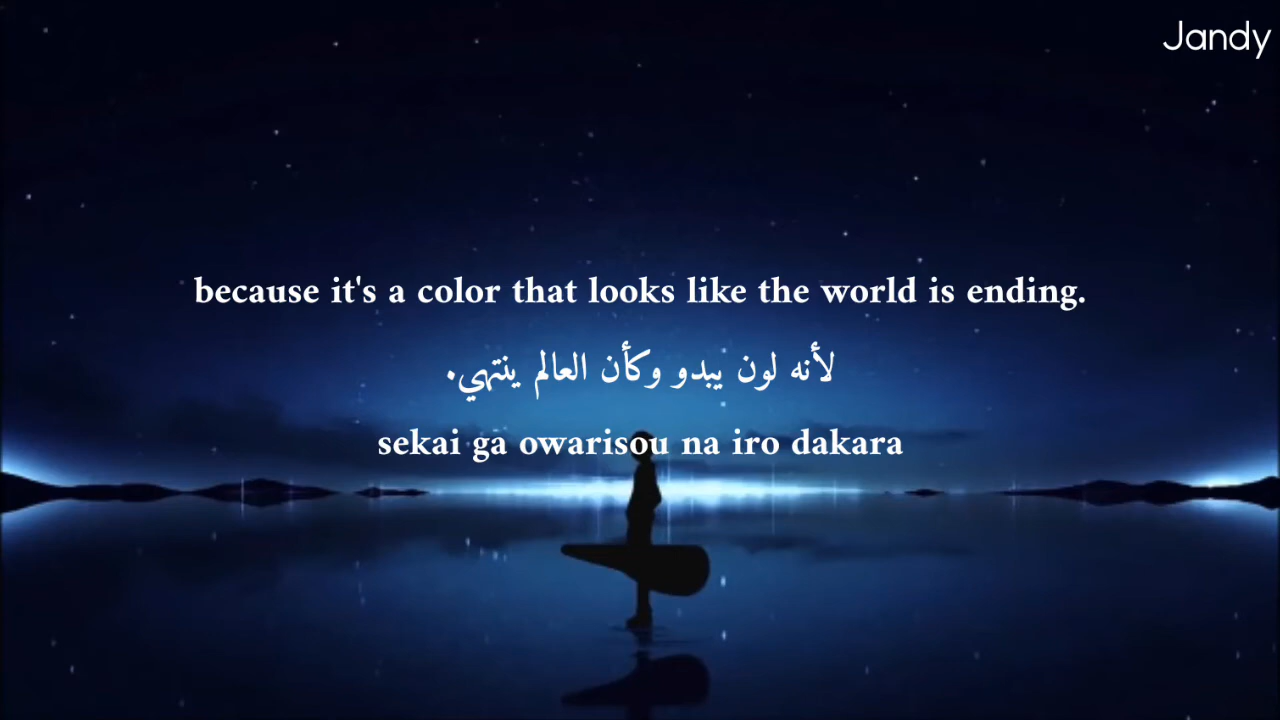 Jandy
because it's a color that looks like the world is ending.
لأنه لون يبدو وكأن العالم ينتهي.
sekai ga owarisou na iro dakara